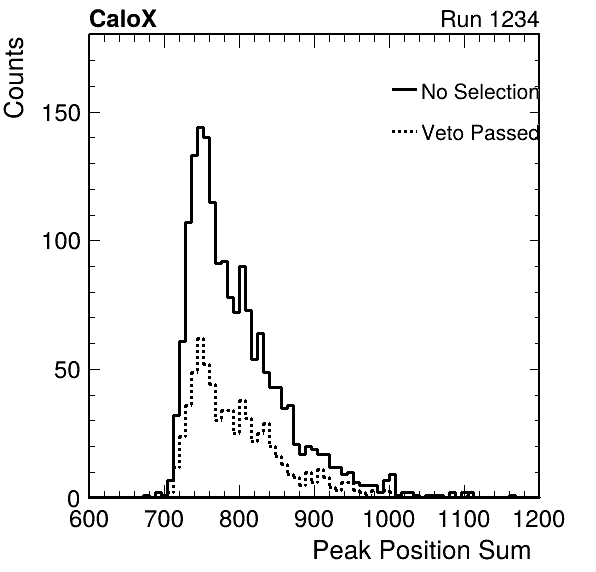 CaloX Run 1234
Counts
No Selection
Veto Passed
150
100
50
0
600 700 800 900 1000 1100 1200
Peak Position Sum